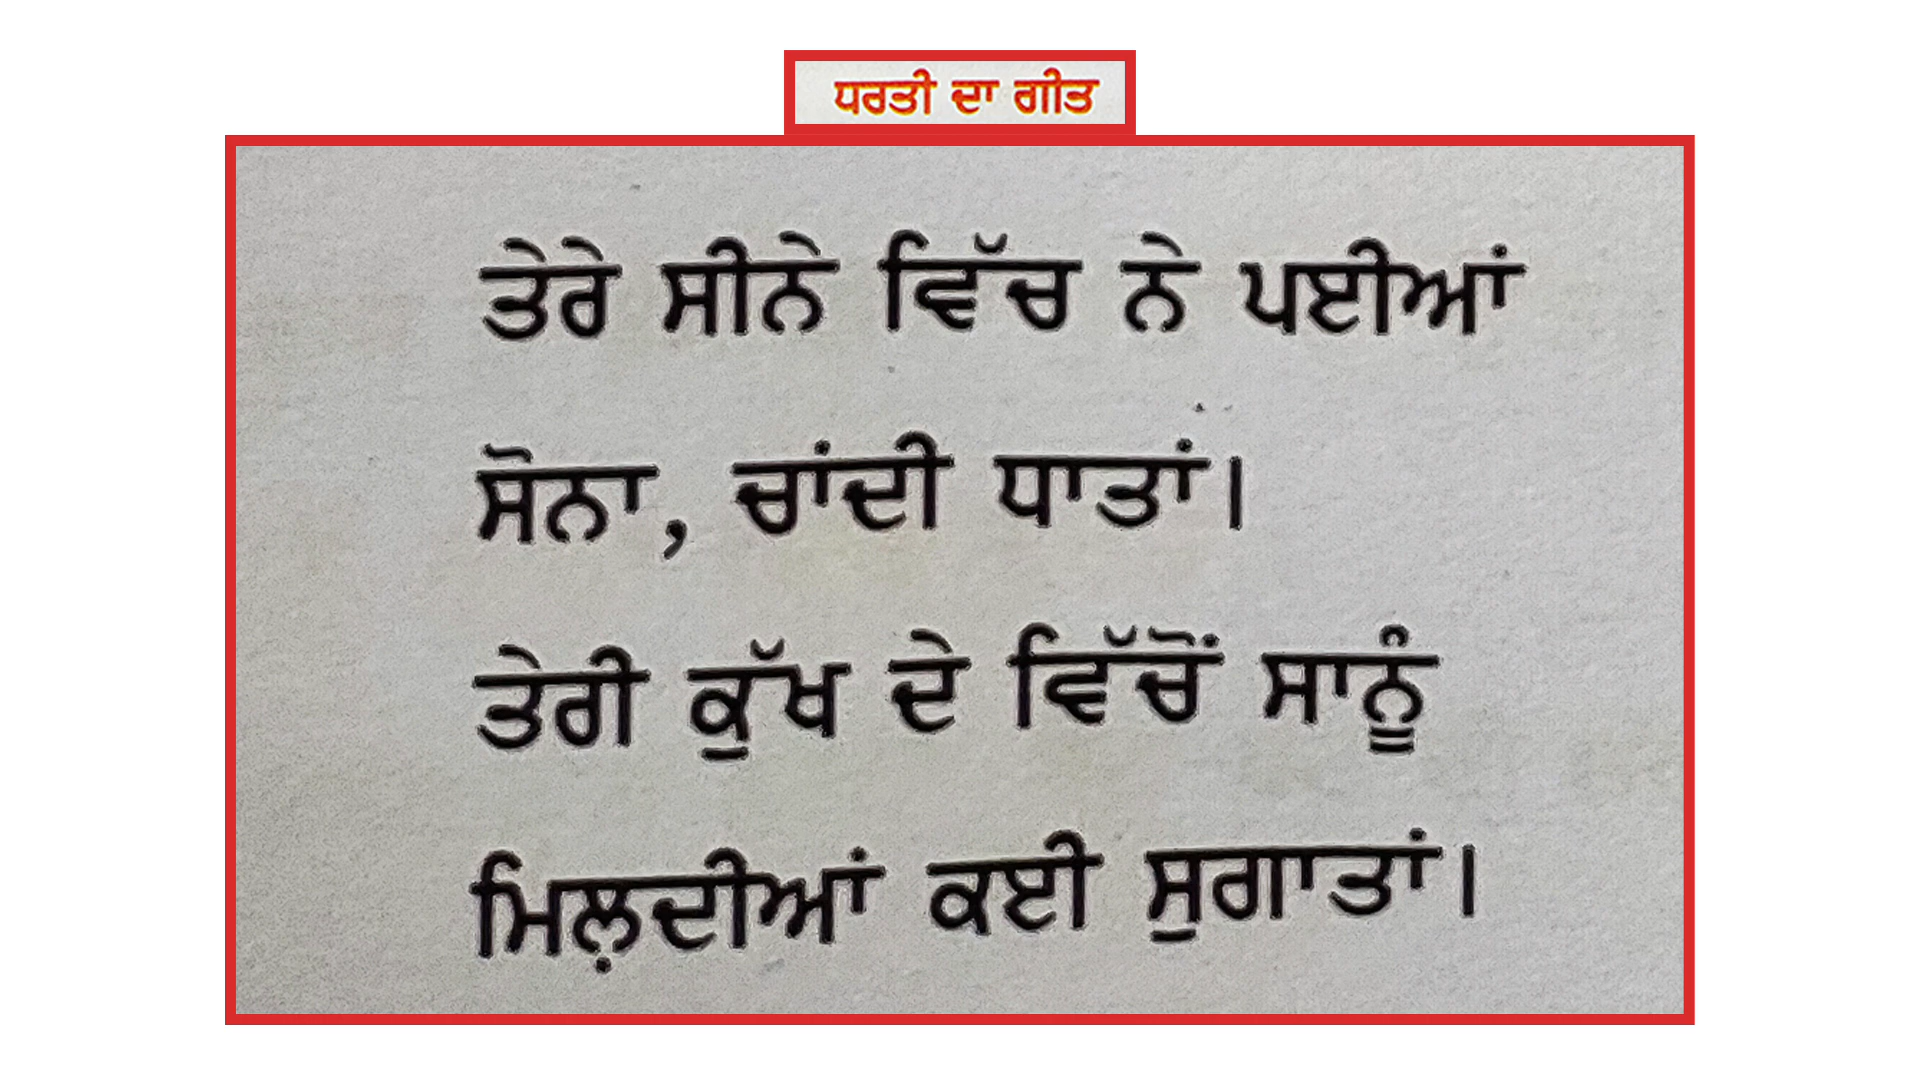 ਧਰਤੀ ਦਾ ਗੀਤ
ਤੇਰੇ ਸੀਨੇ ਵਿੱਚ ਨੇ ਪਈਆਂ
ਸੋਨਾ, ਚਾਂਦੀ ਧਾਤਾਂ।
ਤੇਰੀ ਕੁੱਖ ਦੇ ਵਿੱਚੋਂ ਸਾਨੂੰ
ਮਿਲ਼ਦੀਆਂ ਕਈ ਸੁਗਾਤਾਂ।